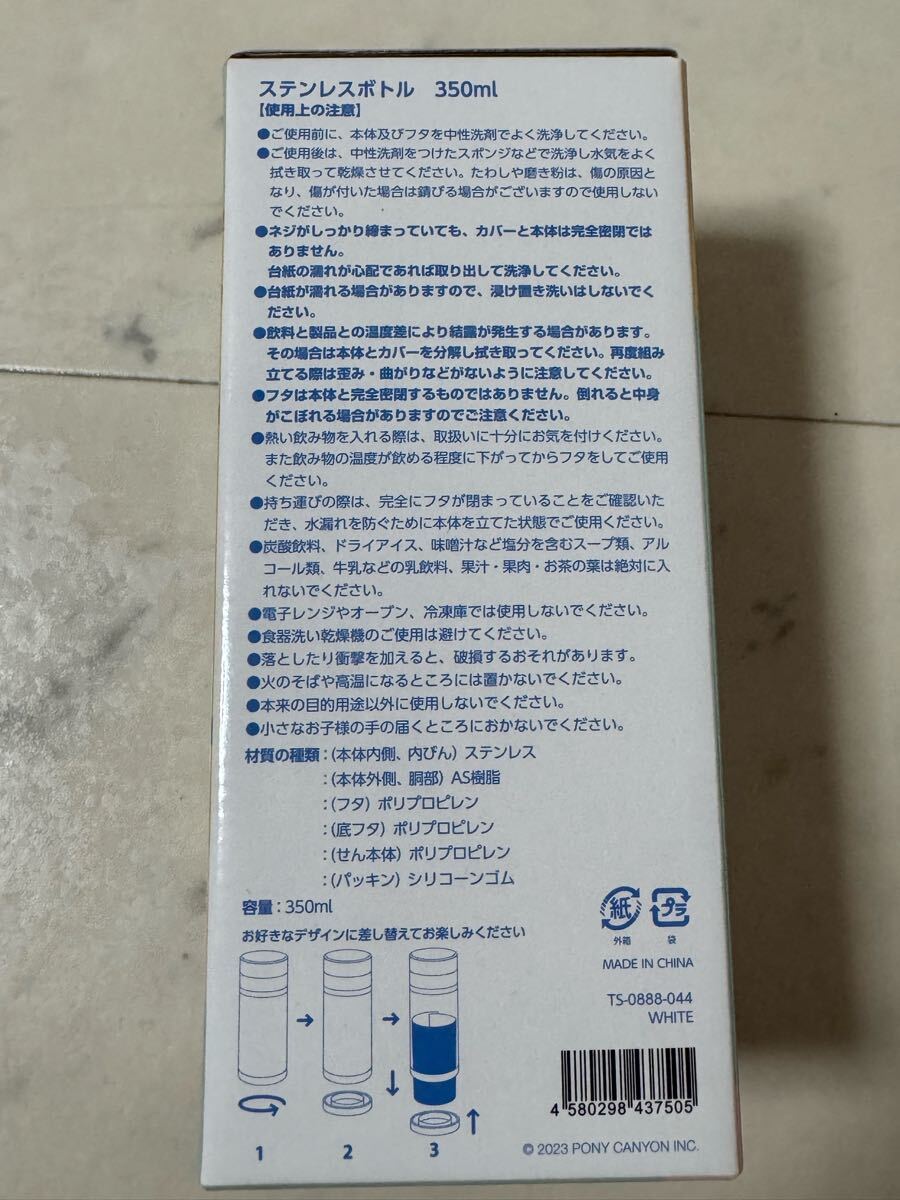 ステンレスボトル 350ml
【使用上の注意】
●ご使用前に、本体及びフタを中性洗剤でよく洗浄してください。
●ご使用後は、中性洗剤をつけたスポンジなどで洗浄し水気をよく
拭き取って乾燥させてください。たわしや磨き粉は、傷の原因と
なり、傷が付いた場合は錆びる場合がございますので使用しない
でください。
●ネジがしっかり締まっていても、カバーと本体は完全密閉では
ありません。
台紙の濡れが心配であれば取り出して洗浄してください。
●台紙が濡れる場合がありますので、浸け置き洗いはしないでく
ださい。
●飲料と製品との温度差により結露が発生する場合があります。
その場合は本体とカバーを分解し拭き取ってください。再度組み
立てる際は歪み・曲がりなどがないように注意してください。
●フタは本体と完全密閉するものではありません。倒れると中身
がこぼれる場合がありますのでご注意ください。
●熱い飲み物を入れる際は、取扱いに十分にお気を付けください。
また飲み物の温度が飲める程度に下がってからフタをしてご使用
ください。
●持ち運びの際は、完全にフタが閉まっていることをご確認いた
だき、水漏れを防ぐために本体を立てた状態でご使用ください。
●炭酸飲料、ドライアイス、味噌汁など塩分を含むスープ類、アル
コール類、牛乳などの乳飲料、果汁・果肉・お茶の葉は絶対に入
れないでください。
●電子レンジやオーブン、冷凍庫では使用しないでください。
●食器洗い乾燥機のご使用は避けてください。
●落としたり衝撃を加えると、破損するおそれがあります。
●火のそばや高温になるところには置かないでください。
●本来の目的用途以外に使用しないでください。
●小さなお子様の手の届くところにおかないでください。
材質の種類：(本体内側、内びん) ステンレス
：(本体外側、胴部) AS樹脂
：(フタ) ポリプロピレン
：(底フタ) ポリプロピレン
：(せん本体) ポリプロピレン
：(パッキン) シリコーンゴム
容量：350ml
お好きなデザインに差し替えてお楽しみください
紙 プラ
外箱 袋
MADE IN CHINA
TS-0888-044
WHITE
4 580298 437505
1 2 3
© 2023 PONY CANYON INC.